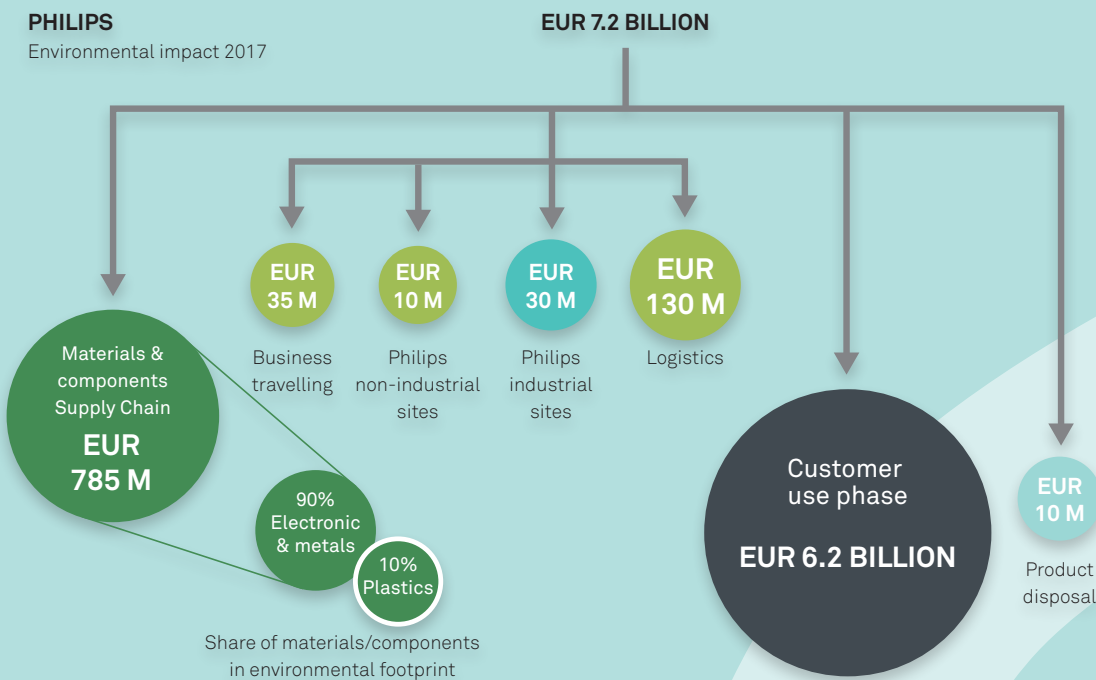 PHILIPS
Environmental impact 2017
EUR 7.2 BILLION
EUR
35 M
Business
travelling
EUR
10 M
Philips
non-industrial
sites
EUR
30 M
Philips
industrial
sites
EUR
130 M
Logistics
Materials &
components
Supply Chain
EUR
785 M
90%
Electronic
& metals
10%
Plastics
Share of materials/components
in environmental footprint
Customer
use phase
EUR 6.2 BILLION
EUR
10 M
Product
disposal